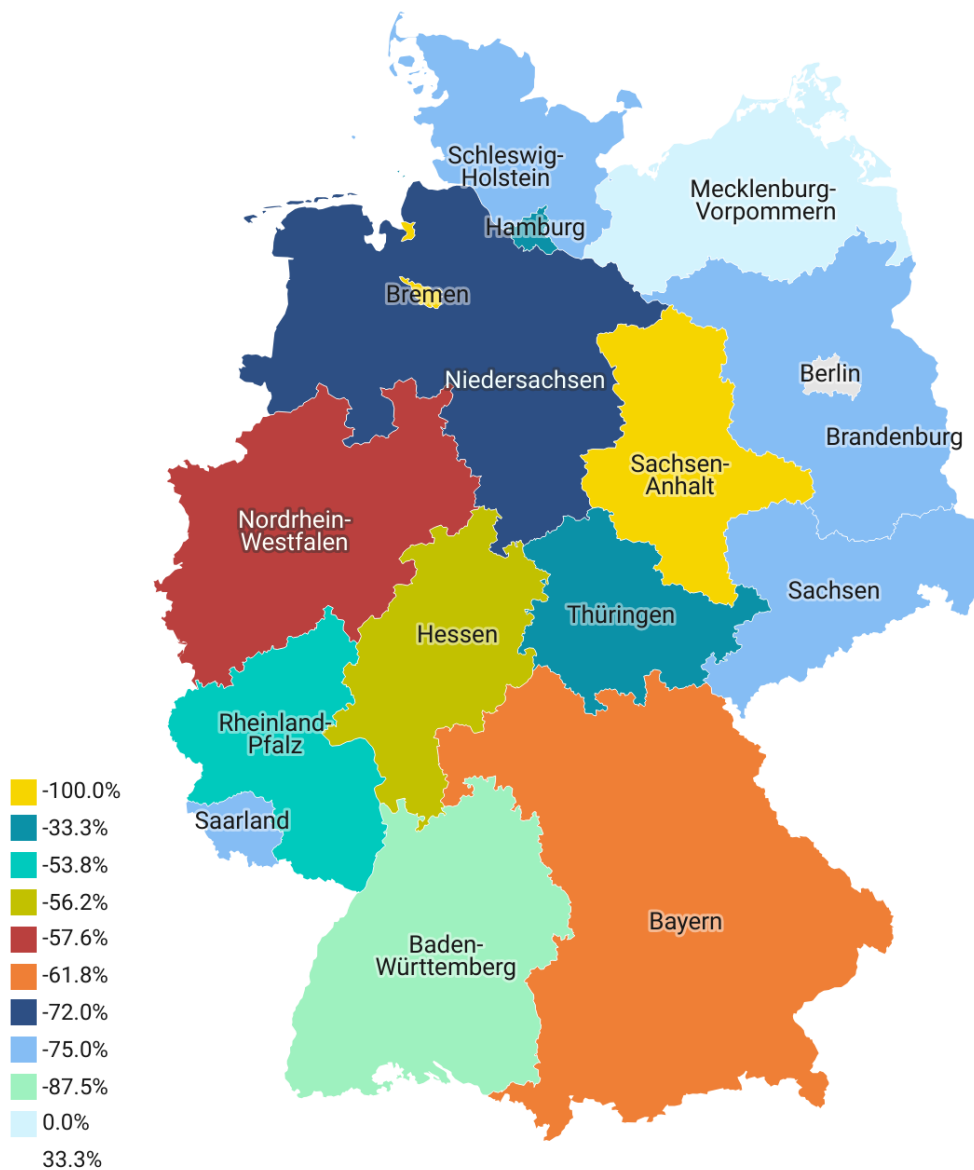 Schleswig-
Holstein
Mecklenburg-
Vorpommern
Hamburg
Bremen
Berlin
Niedersachsen
Brandenburg
Sachsen-
Anhalt
Nordrhein-
Westfalen
Sachsen
Thüringen
Hessen
Rheinland-
Pfalz
Saarland
Bayern
Baden-
Württemberg
-100.0%
-33.3%
-53.8%
-56.2%
-57.6%
-61.8%
-72.0%
-75.0%
-87.5%
0.0%
33.3%